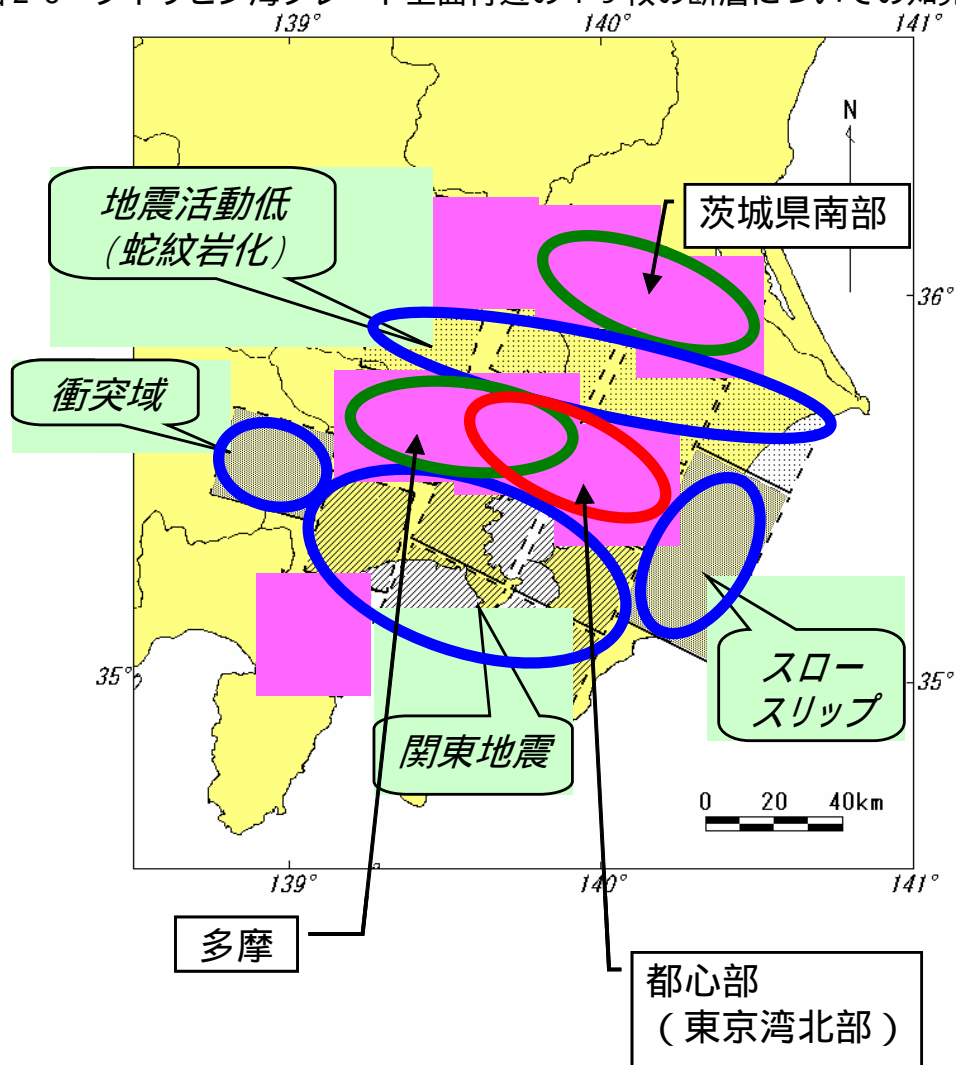 139°
140°
141°
N
地震活動低
(蛇紋岩化)
茨城県南部
36°
衝突域
35°
35°
スロー
スリップ
関東地震
0 20 40km
139°
140°
141°
多摩
都心部
(東京湾北部)